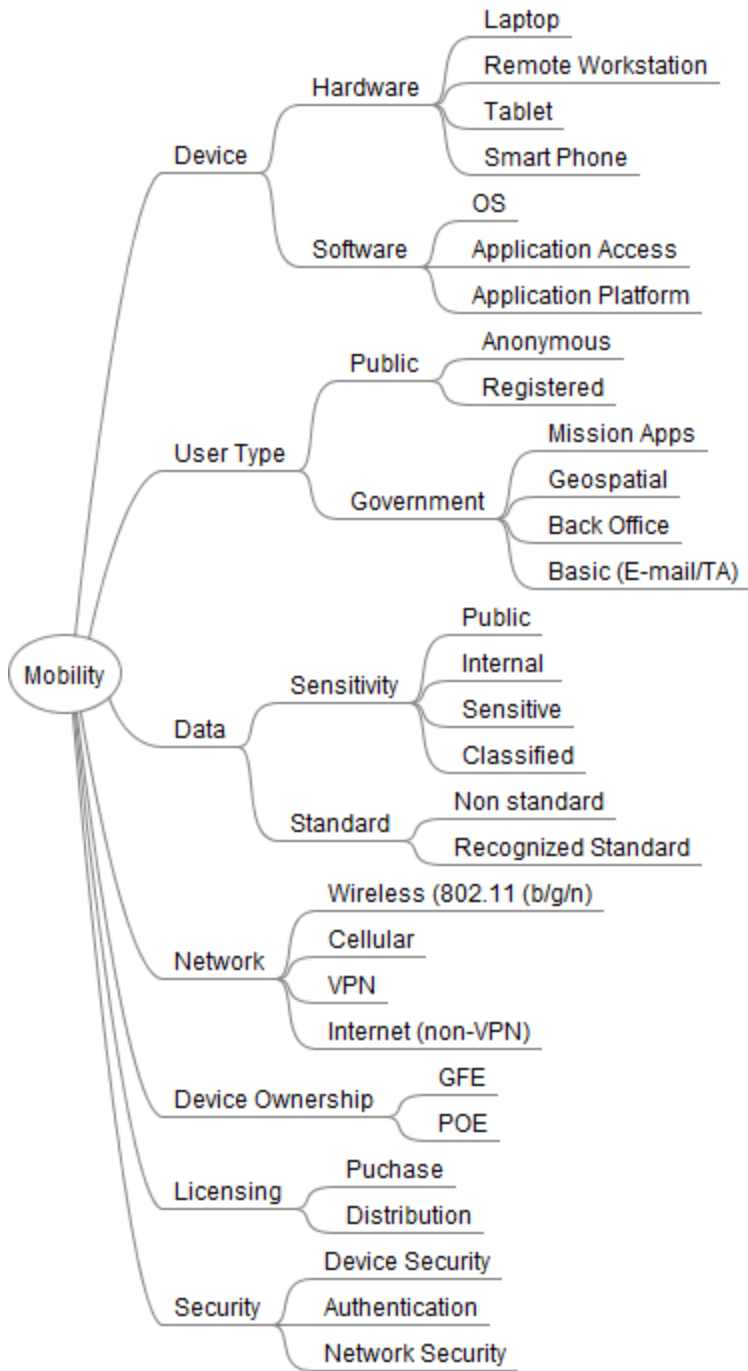 Mobility
Device
Hardware
Laptop
Remote Workstation
Tablet
Smart Phone
Software
OS
Application Access
Application Platform
User Type
Public
Anonymous
Registered
Government
Mission Apps
Geospatial
Back Office
Basic (E-mail/TA)
Data
Sensitivity
Public
Internal
Sensitive
Classified
Standard
Non standard
Recognized Standard
Network
Wireless (802.11 (b/g/n)
Cellular
VPN
Internet (non-VPN)
Device Ownership
GFE
POE
Licensing
Puchase
Distribution
Security
Device Security
Authentication
Network Security